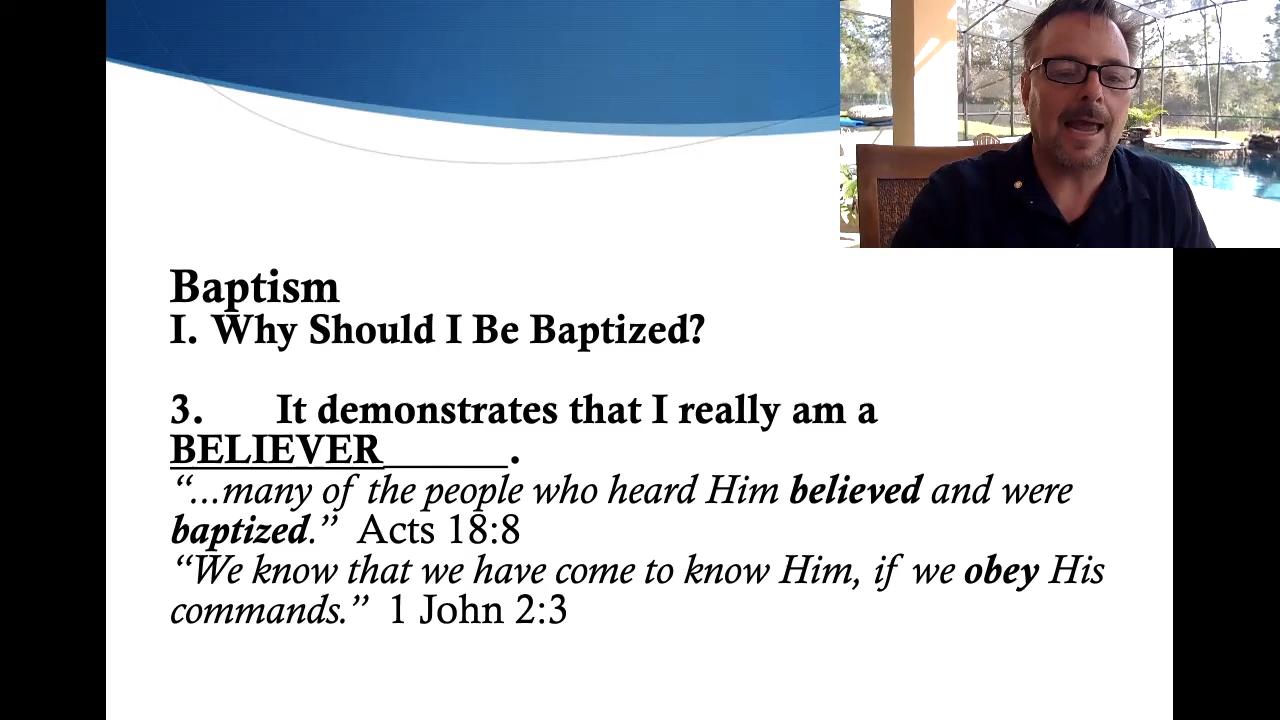 Baptism
I. Why Should I Be Baptized?
3. It demonstrates that I really am a
BELIEVER______.
“...many of the people who heard Him believed and were
baptized.” Acts 18:8
“We know that we have come to know Him, if we obey His
commands.” 1 John 2:3